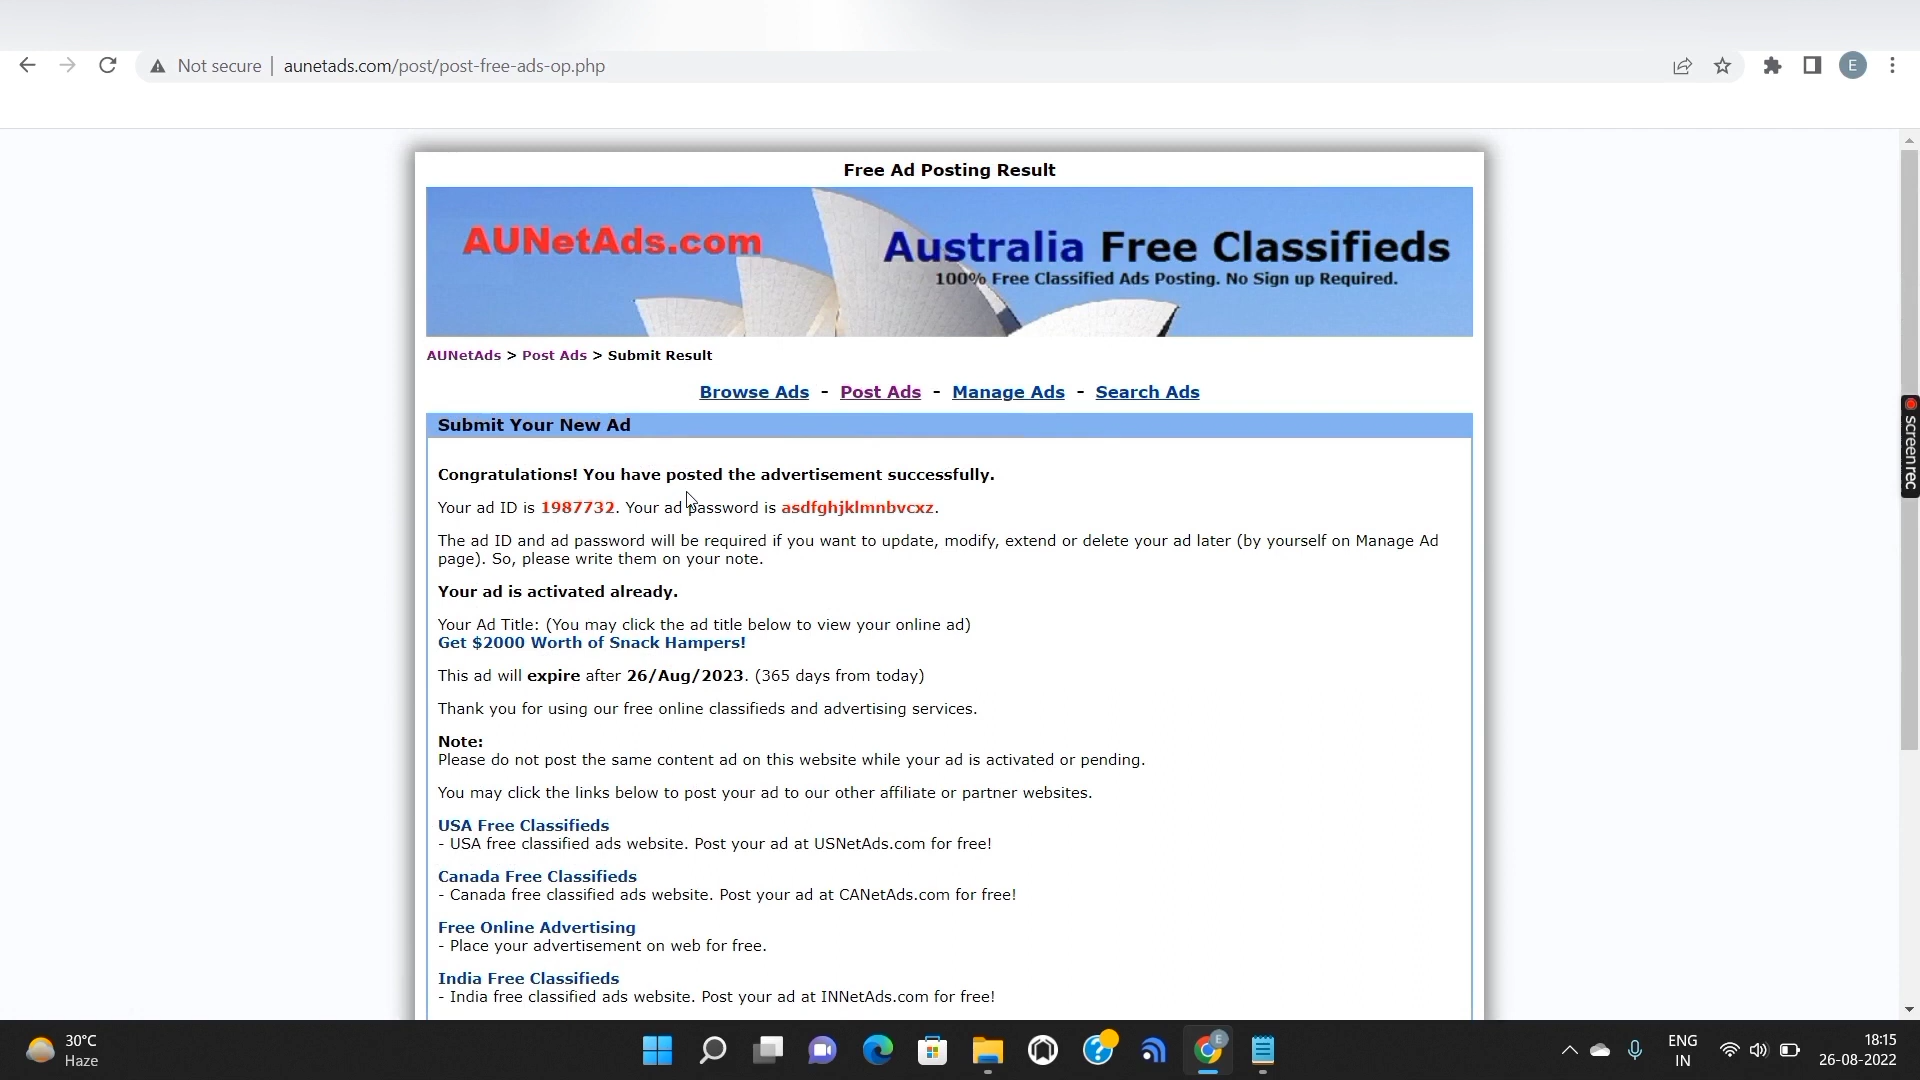 Not secure | aunetads.com/post/post-free-ads-op.php
E
Free Ad Posting Result
AUNetAds.com
Australia Free Classifieds
100% Free Classified Ads Posting. No Sign up Required.
AUNetAds > Post Ads > Submit Result
Browse Ads - Post Ads - Manage Ads - Search Ads
Submit Your New Ad
Congratulations! You have posted the advertisement successfully.
Your ad ID is 1987732. Your ad password is asdfghjklmnbvcxz.
The ad ID and ad password will be required if you want to update, modify, extend or delete your ad later (by yourself on Manage Ad
page). So, please write them on your note.
Your ad is activated already.
Your Ad Title: (You may click the ad title below to view your online ad)
Get $2000 Worth of Snack Hampers!
This ad will expire after 26/Aug/2023. (365 days from today)
Thank you for using our free online classifieds and advertising services.
Note:
Please do not post the same content ad on this website while your ad is activated or pending.
You may click the links below to post your ad to our other affiliate or partner websites.
USA Free Classifieds
- USA free classified ads website. Post your ad at USNetAds.com for free!
Canada Free Classifieds
- Canada free classified ads website. Post your ad at CANetAds.com for free!
Free Online Advertising
- Place your advertisement on web for free.
India Free Classifieds
- India free classified ads website. Post your ad at INNetAds.com for free!
screenrec
30°C
Haze
E
ENG
IN
18:15
26-08-2022